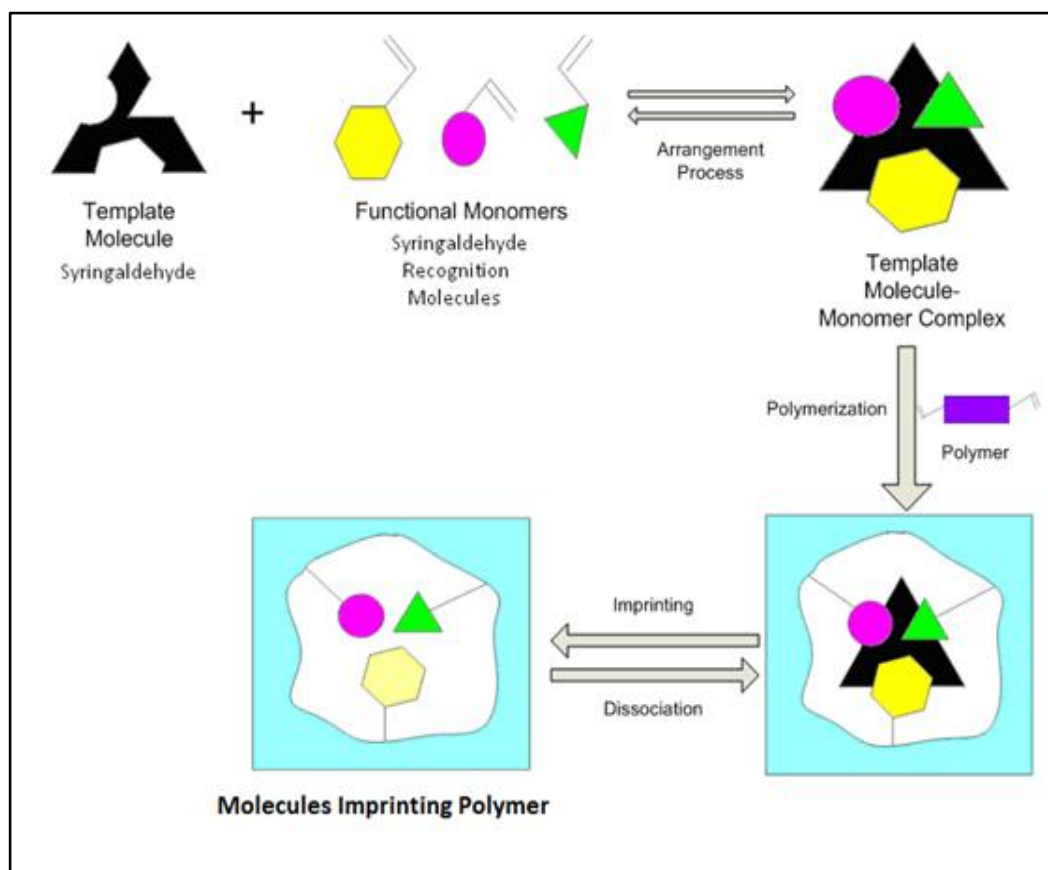 +
Template
Molecule
Syringaldehyde
Functional Monomers
Syringaldehyde
Recognition
Molecules
Arrangement
Process
Template
Molecule-
Monomer Complex
Polymerization
Polymer
Imprinting
Dissociation
Molecules Imprinting Polymer